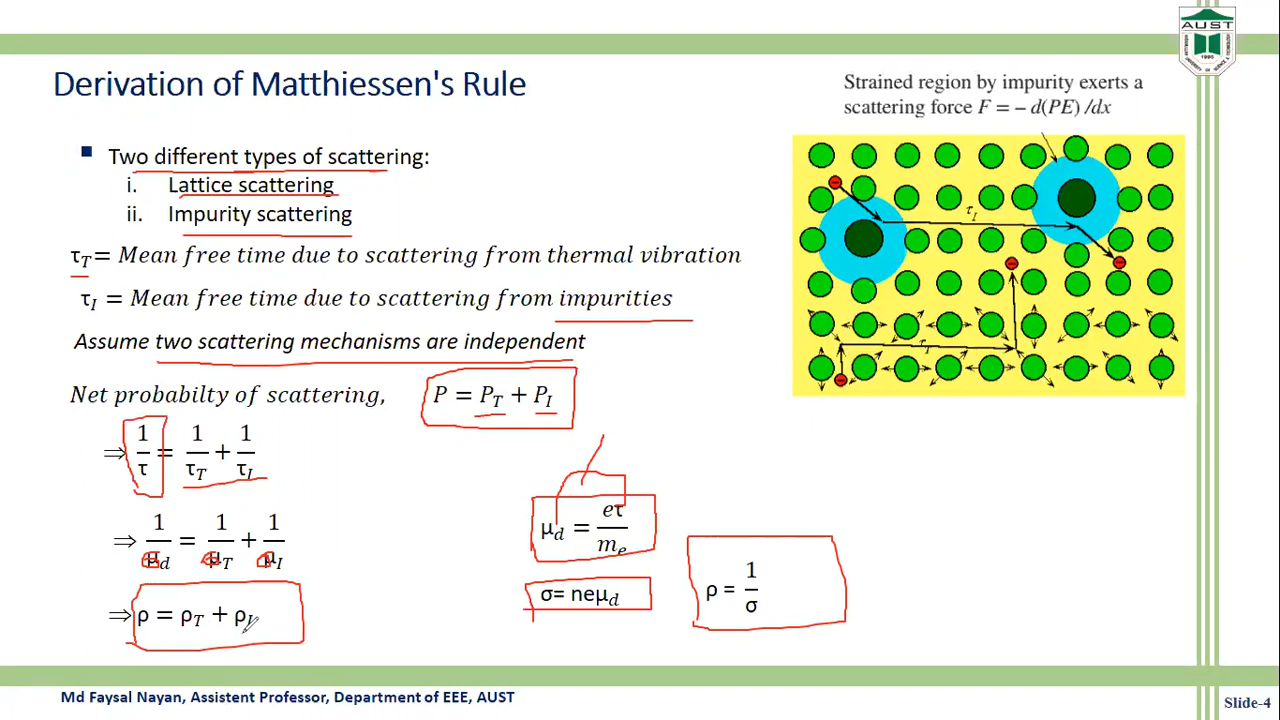 AUST
Derivation of Matthiessen's Rule
Strained region by impurity exerts a
scattering force F = – d(PE) /dx
Two different types of scattering:
i. Lattice scattering
ii. Impurity scattering
τ_T= Mean free time due to scattering from thermal vibration
τ_I = Mean free time due to scattering from impurities
Assume two scattering mechanisms are independent
Net probabilty of scattering, P = P_T + P_I
⇒ 1/τ = 1/τ_T + 1/τ_I
⇒ 1/μ_d = 1/μ_T + 1/μ_I
⇒ ρ = ρ_T + ρ_I
μ_d = eτ/m_e
σ= neμ_d
ρ = 1/σ
τ_I
τ_T
Md Faysal Nayan, Assistent Professor, Department of EEE, AUST
Slide-4